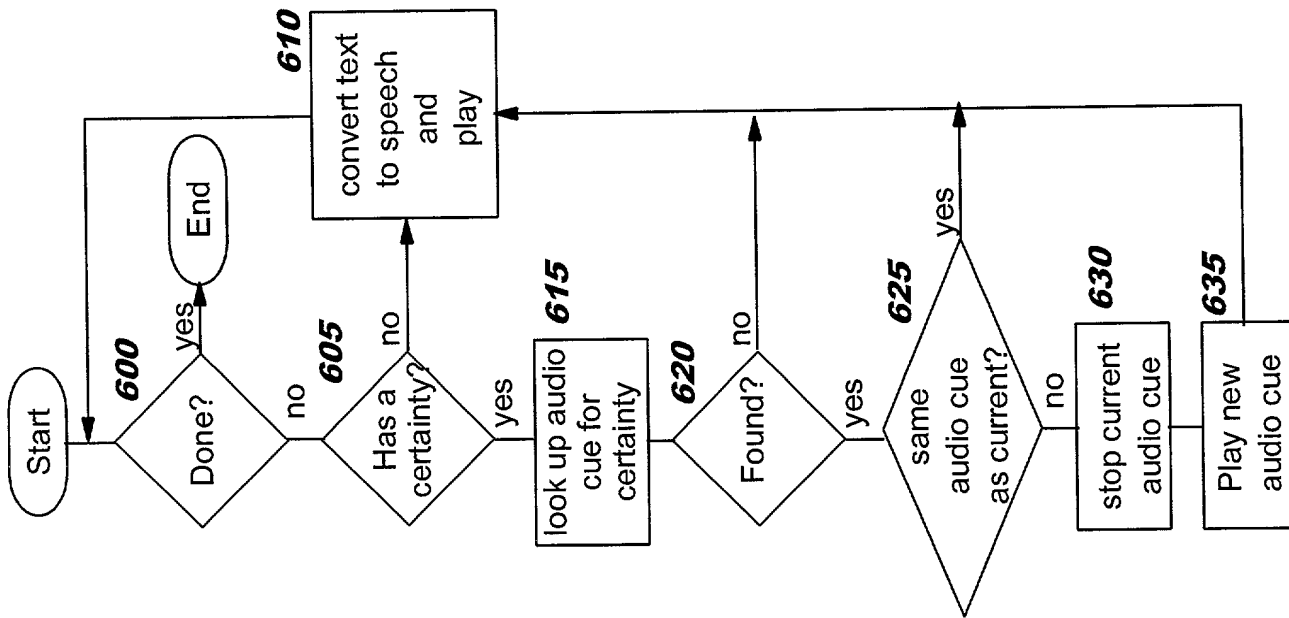 Start
600
Done?
yes
End
no
605
Has a
certainty?
no
610
convert text
to speech
and
play
yes
615
look up audio
cue for
certainty
620
Found?
no
yes
625
same
audio cue
as current?
yes
no
630
stop current
audio cue
635
Play new
audio cue